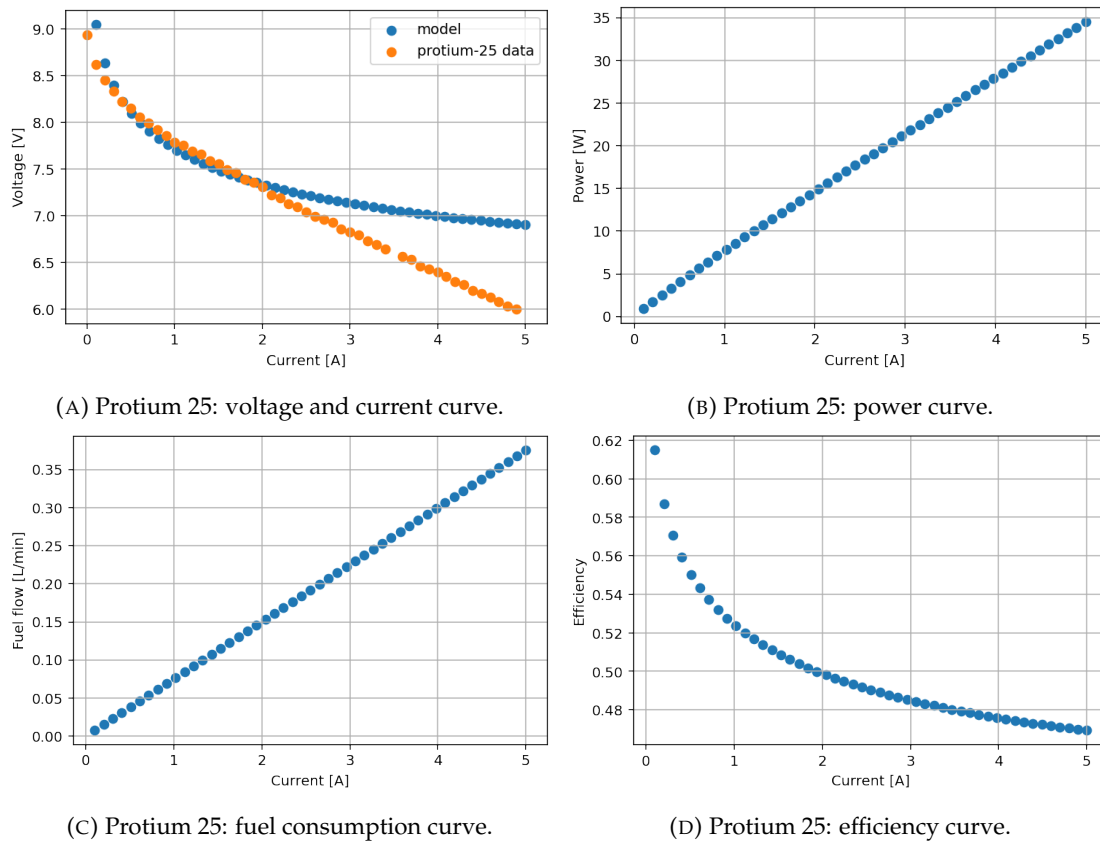 model
protium-25 data
9.0
8.5
8.0
7.5
7.0
6.5
6.0
Voltage [V]
0 1 2 3 4 5
Current [A]
35
30
25
20
15
10
5
0
Power [W]
0 1 2 3 4 5
Current [A]
(A) Protium 25: voltage and current curve.
(B) Protium 25: power curve.
0.35
0.30
0.25
0.20
0.15
0.10
0.05
0.00
Fuel flow [L/min]
0 1 2 3 4 5
Current [A]
0.62
0.60
0.58
0.56
0.54
0.52
0.50
0.48
Efficiency
0 1 2 3 4 5
Current [A]
(C) Protium 25: fuel consumption curve.
(D) Protium 25: efficiency curve.